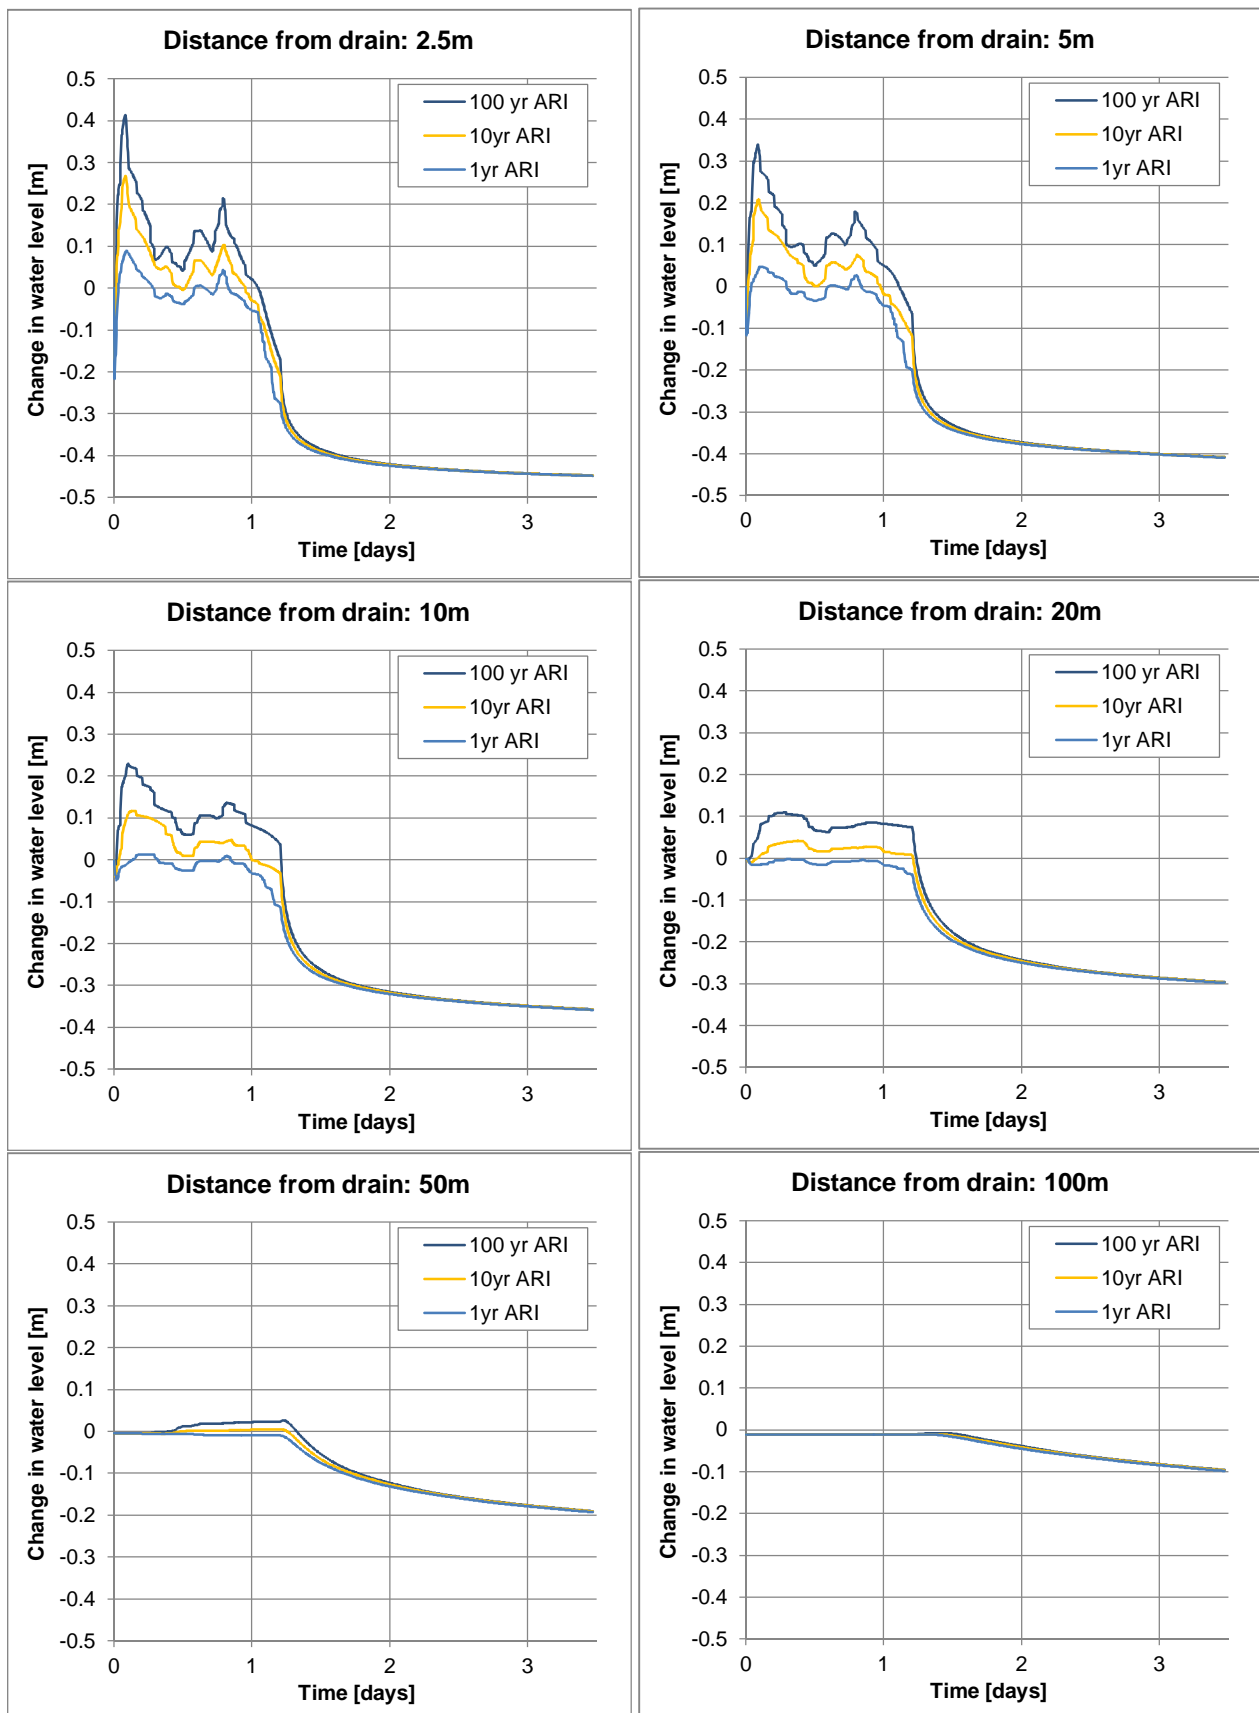 Distance from drain: 2.5m
Change in water level [m]
0.5
0.4
0.3
0.2
0.1
0
-0.1
-0.2
-0.3
-0.4
-0.5
100 yr ARI
10yr ARI
1yr ARI
0
1
2
3
Time [days]
Distance from drain: 5m
Change in water level [m]
0.5
0.4
0.3
0.2
0.1
0
-0.1
-0.2
-0.3
-0.4
-0.5
100 yr ARI
10yr ARI
1yr ARI
0
1
2
3
Time [days]
Distance from drain: 10m
Change in water level [m]
0.5
0.4
0.3
0.2
0.1
0
-0.1
-0.2
-0.3
-0.4
-0.5
100 yr ARI
10yr ARI
1yr ARI
0
1
2
3
Time [days]
Distance from drain: 20m
Change in water level [m]
0.5
0.4
0.3
0.2
0.1
0
-0.1
-0.2
-0.3
-0.4
-0.5
100 yr ARI
10yr ARI
1yr ARI
0
1
2
3
Time [days]
Distance from drain: 50m
Change in water level [m]
0.5
0.4
0.3
0.2
0.1
0
-0.1
-0.2
-0.3
-0.4
-0.5
100 yr ARI
10yr ARI
1yr ARI
0
1
2
3
Time [days]
Distance from drain: 100m
Change in water level [m]
0.5
0.4
0.3
0.2
0.1
0
-0.1
-0.2
-0.3
-0.4
-0.5
100 yr ARI
10yr ARI
1yr ARI
0
1
2
3
Time [days]